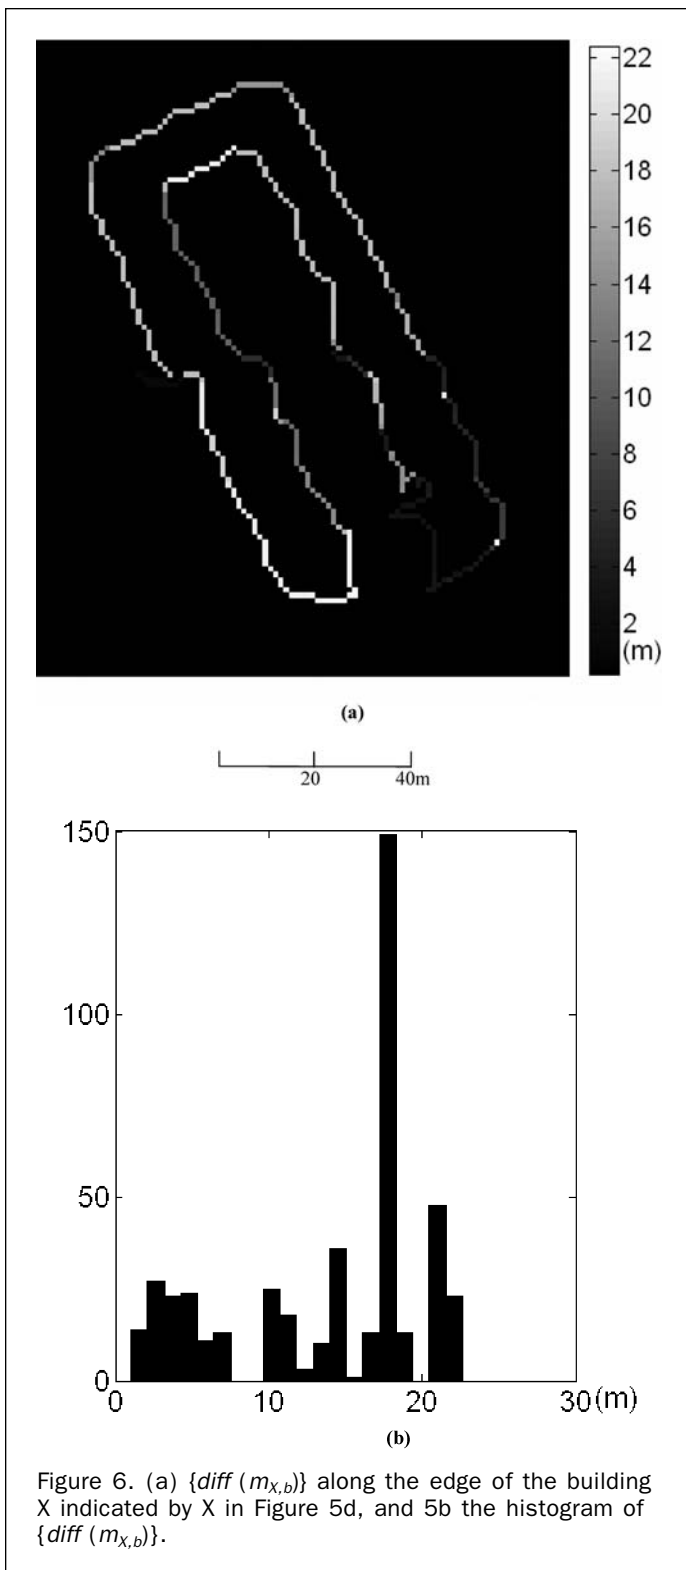 22
20
18
16
14
12
10
8
6
4
2
(m)
(a)
20 40m
150
100
50
0
0 10 20 30 (m)
(b)
Figure 6. (a) {diff (m_{X,b})} along the edge of the building
X indicated by X in Figure 5d, and 5b the histogram of
{diff (m_{X,b})}.